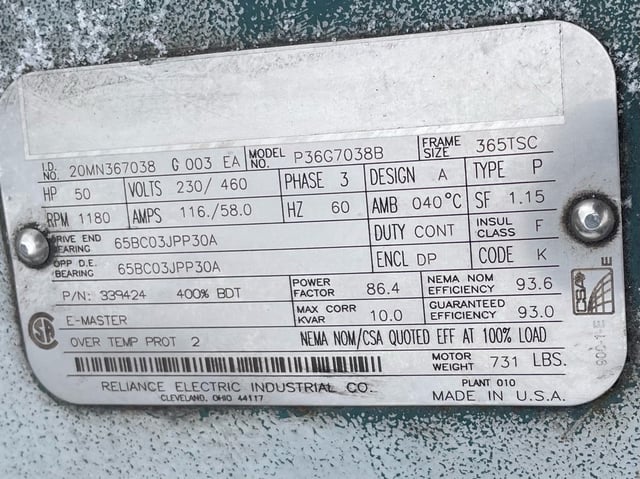 I.D. NO. 20MN367038 G 003 EA MODEL NO. P36G7038B FRAME SIZE 365TSC
HP 50 VOLTS 230/ 460 PHASE 3 DESIGN A TYPE P
RPM 1180 AMPS 116./58.0 HZ 60 AMB 040°C SF 1.15
DRIVE END BEARING 65BC03JPP30A DUTY CONT INSUL CLASS F
OPP D.E. BEARING 65BC03JPP30A ENCL DP CODE K
P/N: 339424 400% BDT POWER FACTOR 86.4 NEMA NOM EFFICIENCY 93.6
E-MASTER MAX CORR KVAR 10.0 GUARANTEED EFFICIENCY 93.0
OVER TEMP PROT 2 NEMA NOM/CSA QUOTED EFF AT 100% LOAD
MOTOR WEIGHT 731 LBS.
RELIANCE ELECTRIC INDUSTRIAL CO. PLANT 010
CLEVELAND, OHIO 44117 MADE IN U.S.A.
SA
CSA
E